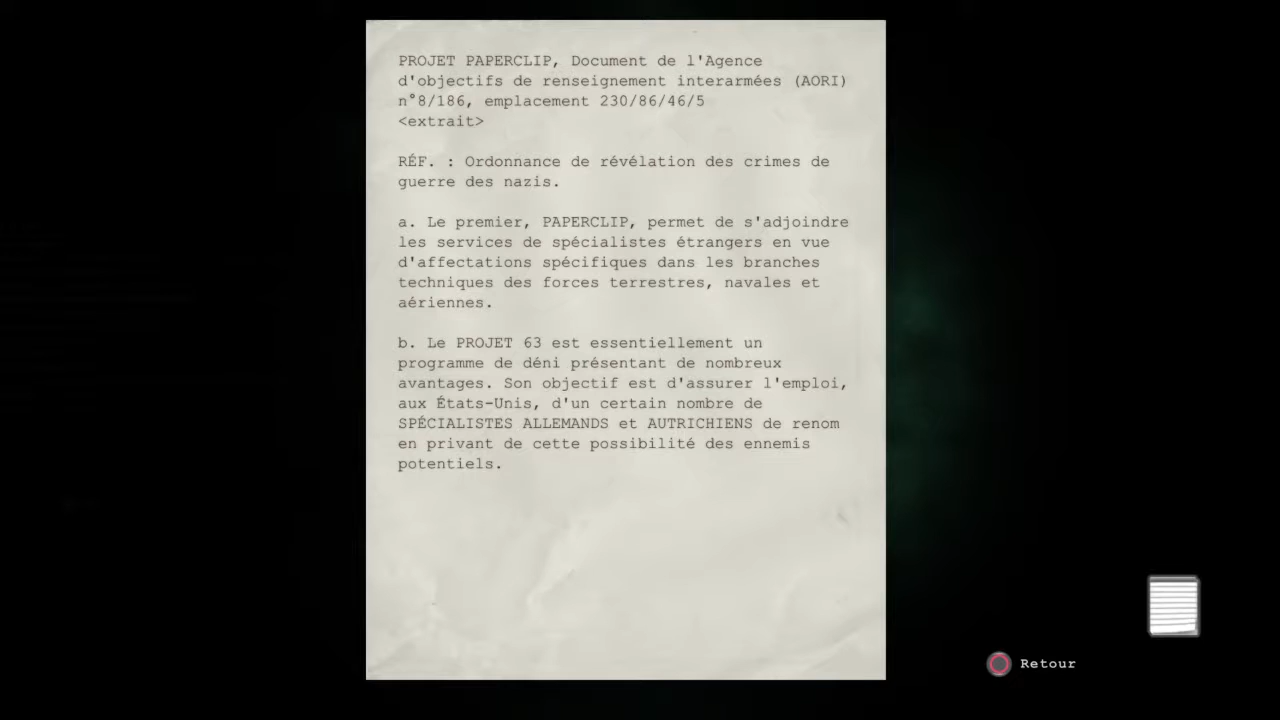 PROJET PAPERCLIP, Document de l'Agence
d'objectifs de renseignement interarmées (AORI)
n°8/186, emplacement 230/86/46/5
<extrait>
RÉF. : Ordonnance de révélation des crimes de
guerre des nazis.
a. Le premier, PAPERCLIP, permet de s'adjoindre
les services de spécialistes étrangers en vue
d'affectations spécifiques dans les branches
techniques des forces terrestres, navales et
aériennes.
b. Le PROJET 63 est essentiellement un
programme de déni présentant de nombreux
avantages. Son objectif est d'assurer l'emploi,
aux États-Unis, d'un certain nombre de
SPÉCIALISTES ALLEMANDS et AUTRICHIENS de renom
en privant de cette possibilité des ennemis
potentiels.
Retour